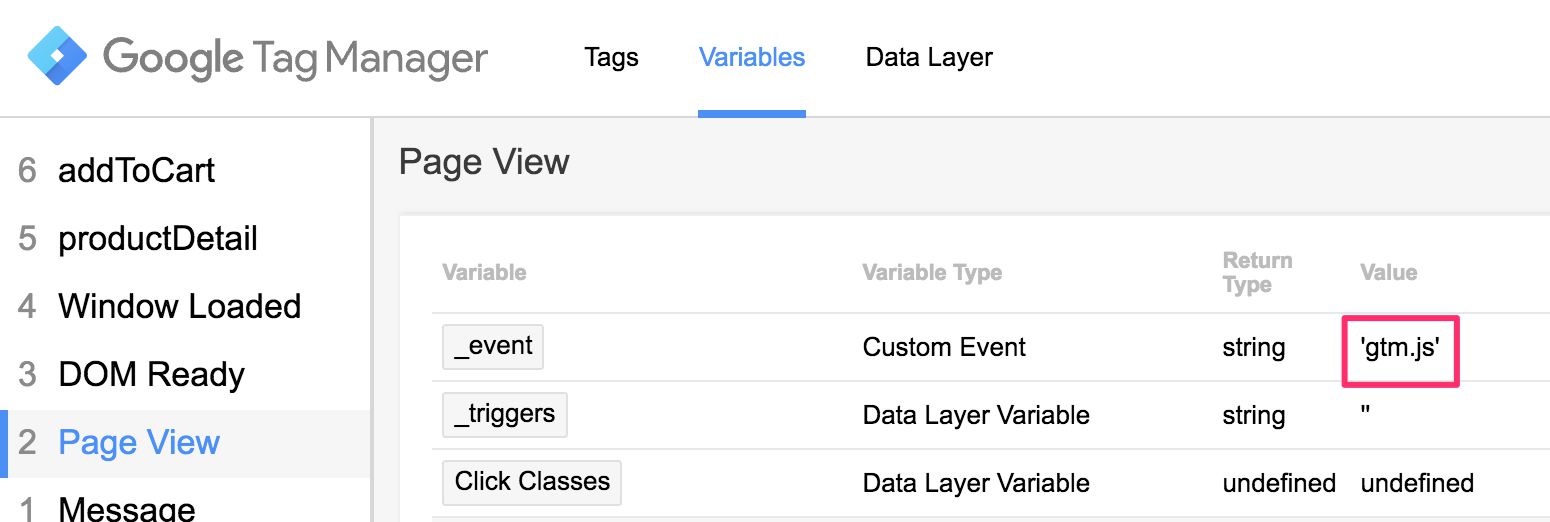 Google Tag Manager Tags Variables Data Layer
6 addToCart
5 productDetail
4 Window Loaded
3 DOM Ready
2 Page View
1 Message
Page View
Variable Variable Type Return Type Value
_event Custom Event string 'gtm.js'
_triggers Data Layer Variable string ''
Click Classes Data Layer Variable undefined undefined